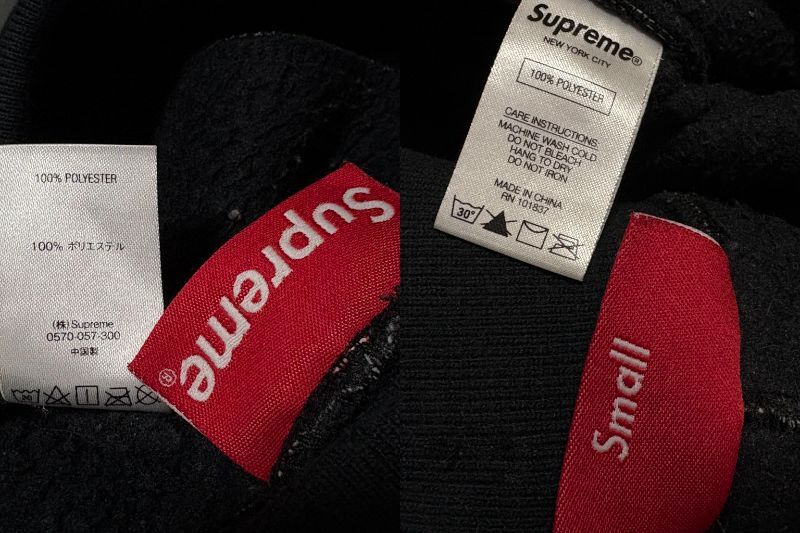 100% POLYESTER
100% ポリエステル
(株)Supreme
0570-057-300
中国製
30
Supreme®
Supreme®
NEW YORK CITY
100% POLYESTER
CARE INSTRUCTIONS:
MACHINE WASH COLD
DO NOT BLEACH
HANG TO DRY
DO NOT IRON
MADE IN CHINA
RN 101837
30°
Small